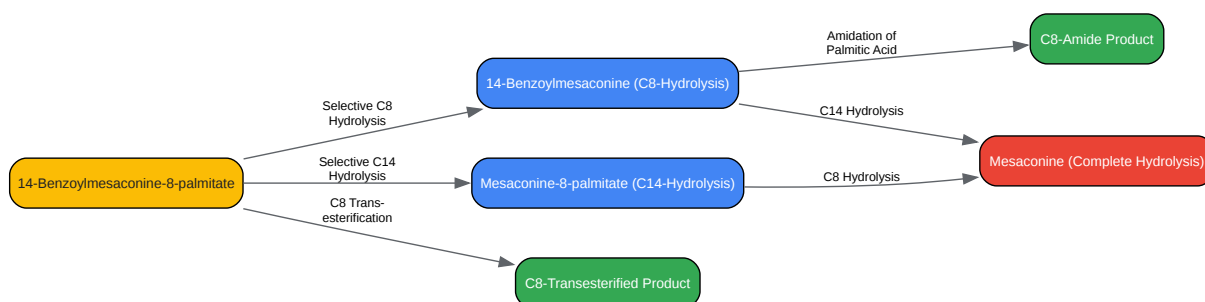 Amidation of
Palmitic Acid
C8-Amide Product
14-Benzoylmesaconine (C8-Hydrolysis)
Selective C8
Hydrolysis
C14 Hydrolysis
Mesaconine (Complete Hydrolysis)
14-Benzoylmesaconine-8-palmitate
Selective C14
Hydrolysis
Mesaconine-8-palmitate (C14-Hydrolysis)
C8 Hydrolysis
C8 Trans-
esterification
C8-Transesterified Product